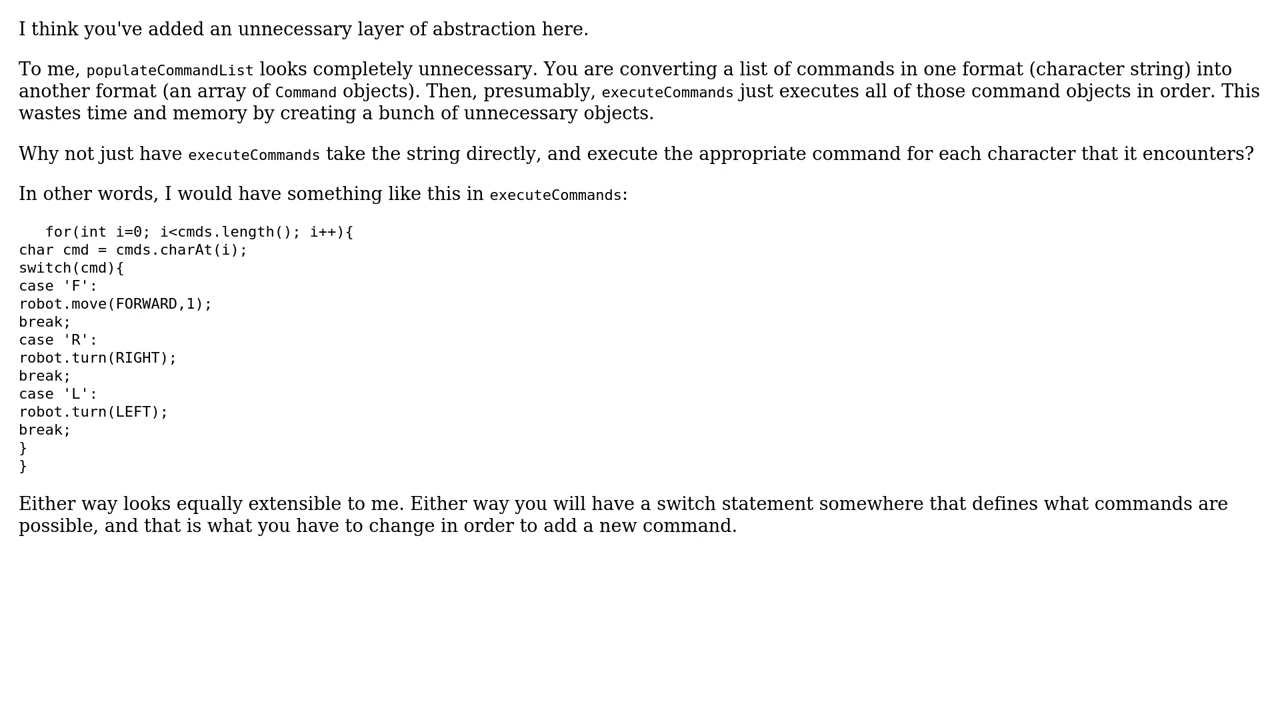 I think you've added an unnecessary layer of abstraction here.
To me, populateCommandList looks completely unnecessary. You are converting a list of commands in one format (character string) into
another format (an array of Command objects). Then, presumably, executeCommands just executes all of those command objects in order. This
wastes time and memory by creating a bunch of unnecessary objects.
Why not just have executeCommands take the string directly, and execute the appropriate command for each character that it encounters?
In other words, I would have something like this in executeCommands:
for(int i=0; i<cmds.length(); i++){
char cmd = cmds.charAt(i);
switch(cmd){
case 'F':
robot.move(FORWARD,1);
break;
case 'R':
robot.turn(RIGHT);
break;
case 'L':
robot.turn(LEFT);
break;
}
}
Either way looks equally extensible to me. Either way you will have a switch statement somewhere that defines what commands are
possible, and that is what you have to change in order to add a new command.